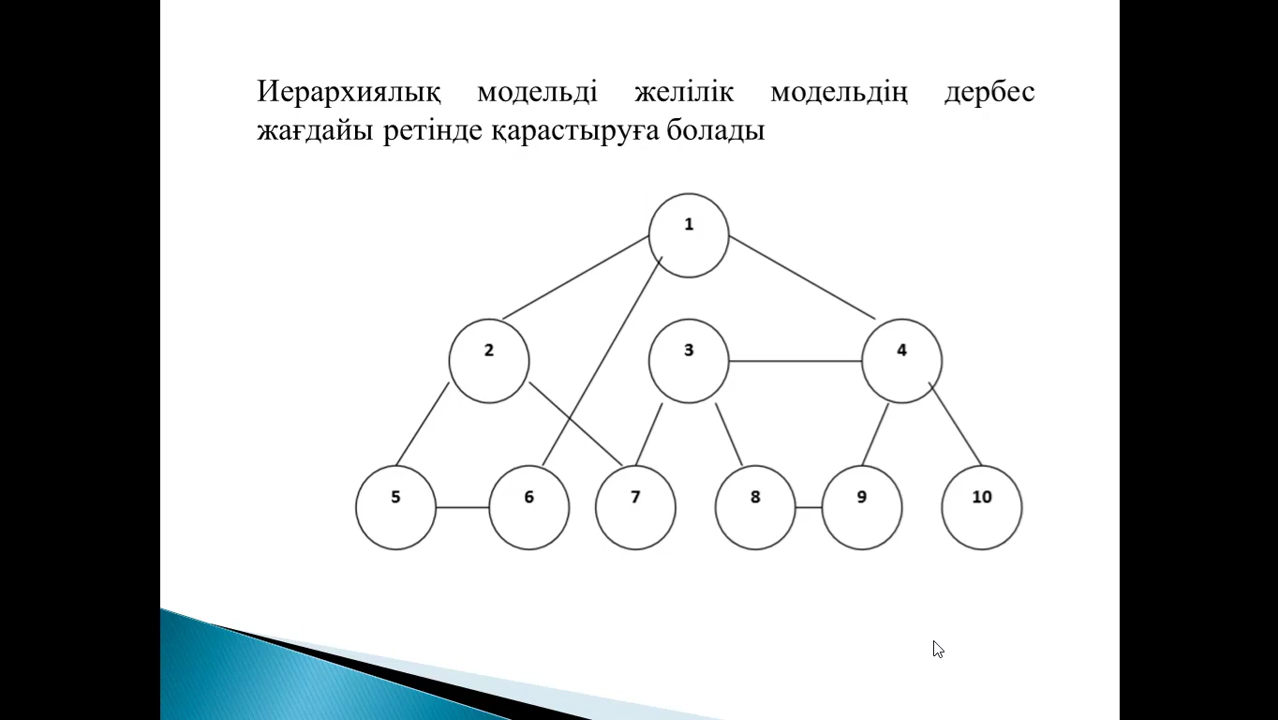 Иерархиялық модельді желілік модельдің дербес
жағдайы ретінде қарастыруға болады
1
2 3 4
5 6 7 8 9 10